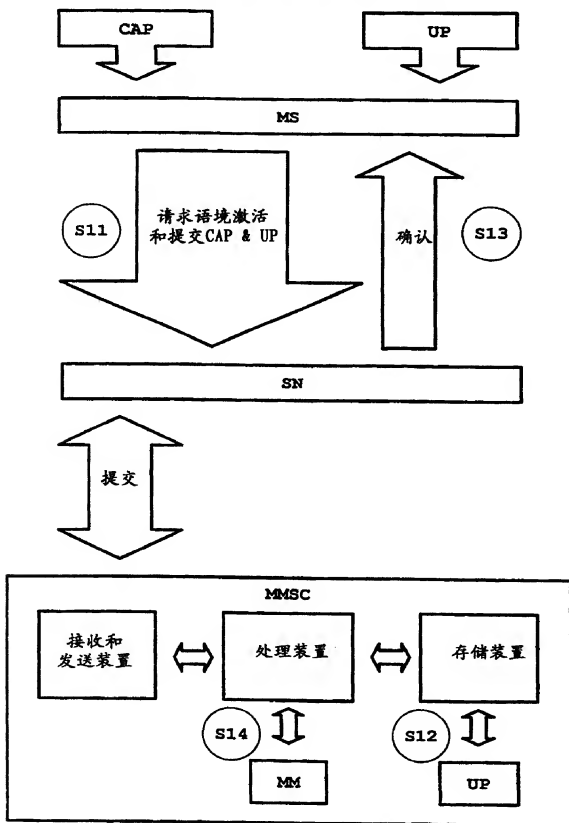 CAP
UP
MS
S11
请求语境激活
和提交CAP & UP
确认
S13
SN
提交
MMSC
接收和
发送装置
处理装置
存储装置
S14
S12
MM
UP